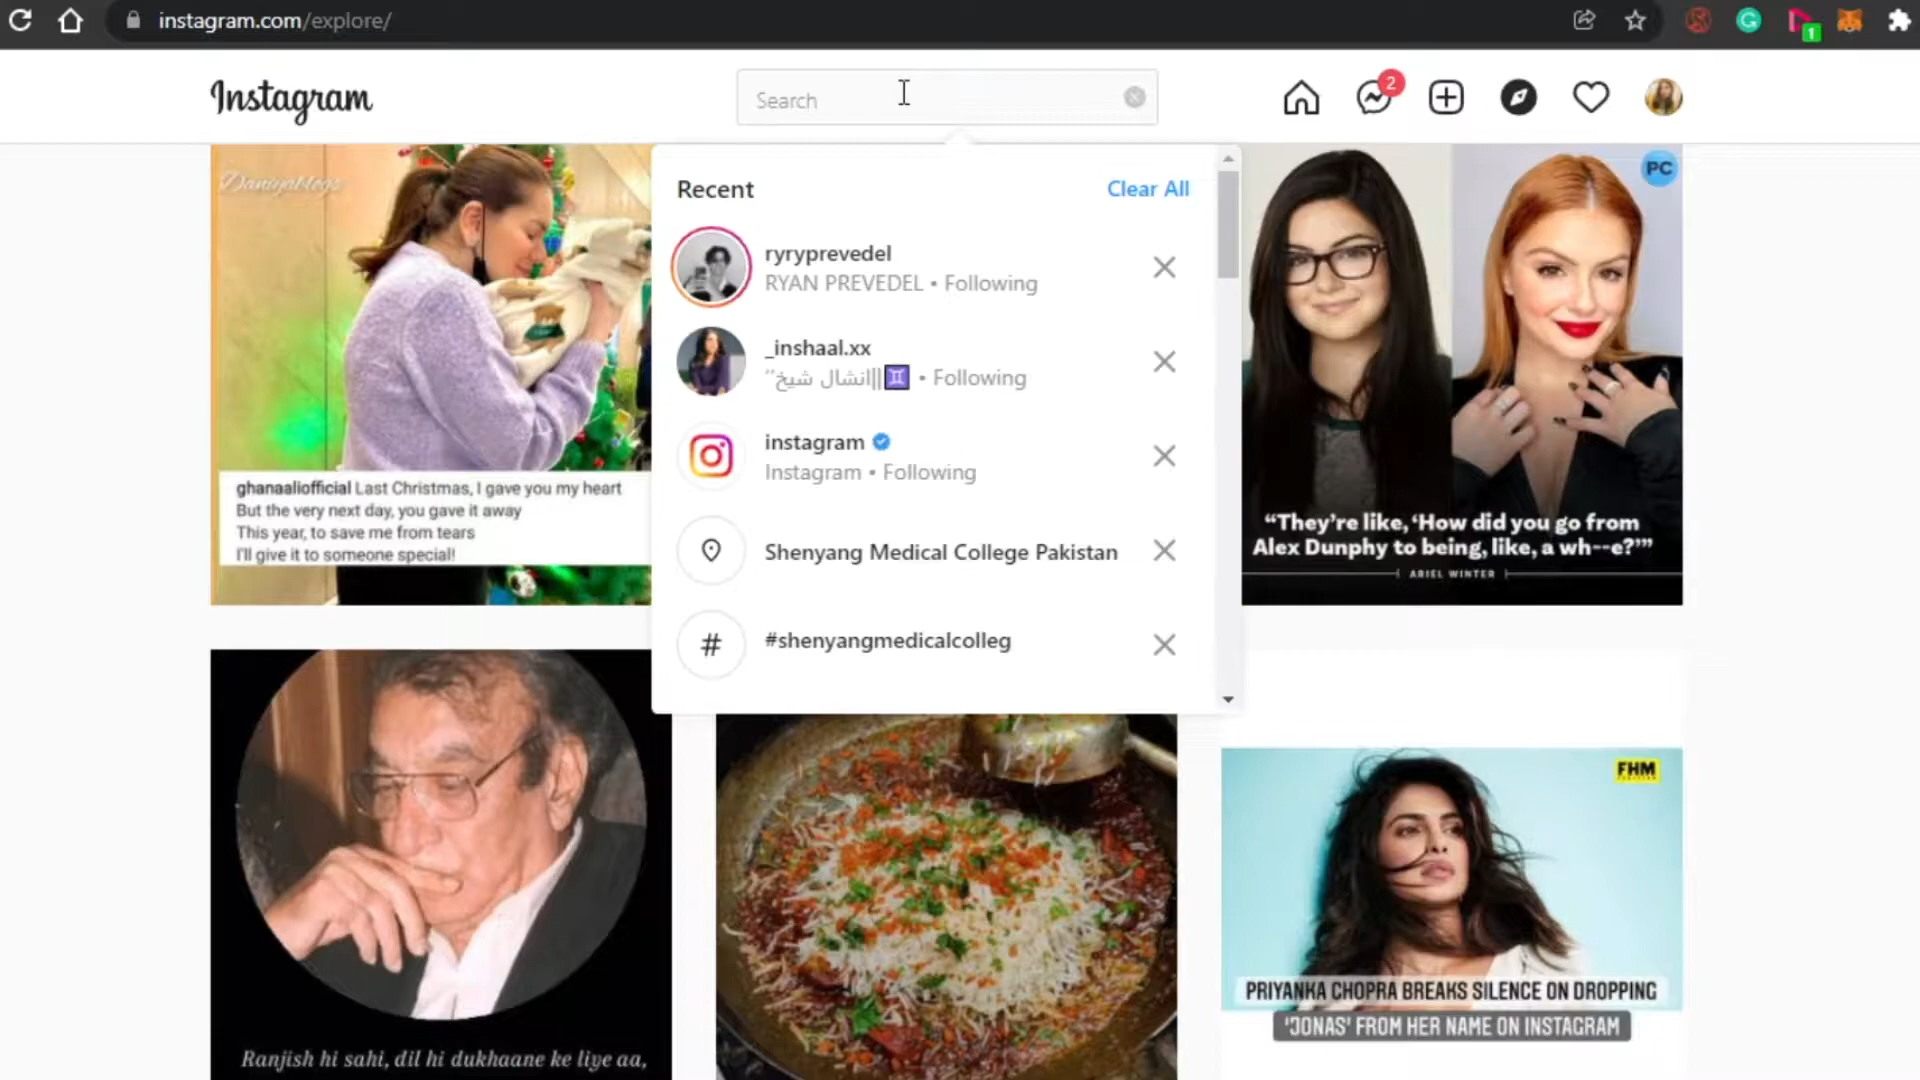 instagram.com/explore/
1
Instagram
Search
2
Recent
Clear All
ryryprevedel
RYAN PREVEDEL • Following
_inshaal.xx
انشال شيخ|| • Following
instagram
Instagram • Following
Shenyang Medical College Pakistan
#
#shenyangmedicalcolleg
Daniyablogs
ghanaaliofficial Last Christmas, I gave you my heart
But the very next day, you gave it away
This year, to save me from tears
I'll give it to someone special!
PC
“They’re like, ‘How did you go from
Alex Dunphy to being, like, a wh--e?’”
ARIEL WINTER
Ranjish hi sahi, dil hi dukhaane ke liye aa,
FHM
PRIYANKA CHOPRA BREAKS SILENCE ON DROPPING
'JONAS' FROM HER NAME ON INSTAGRAM